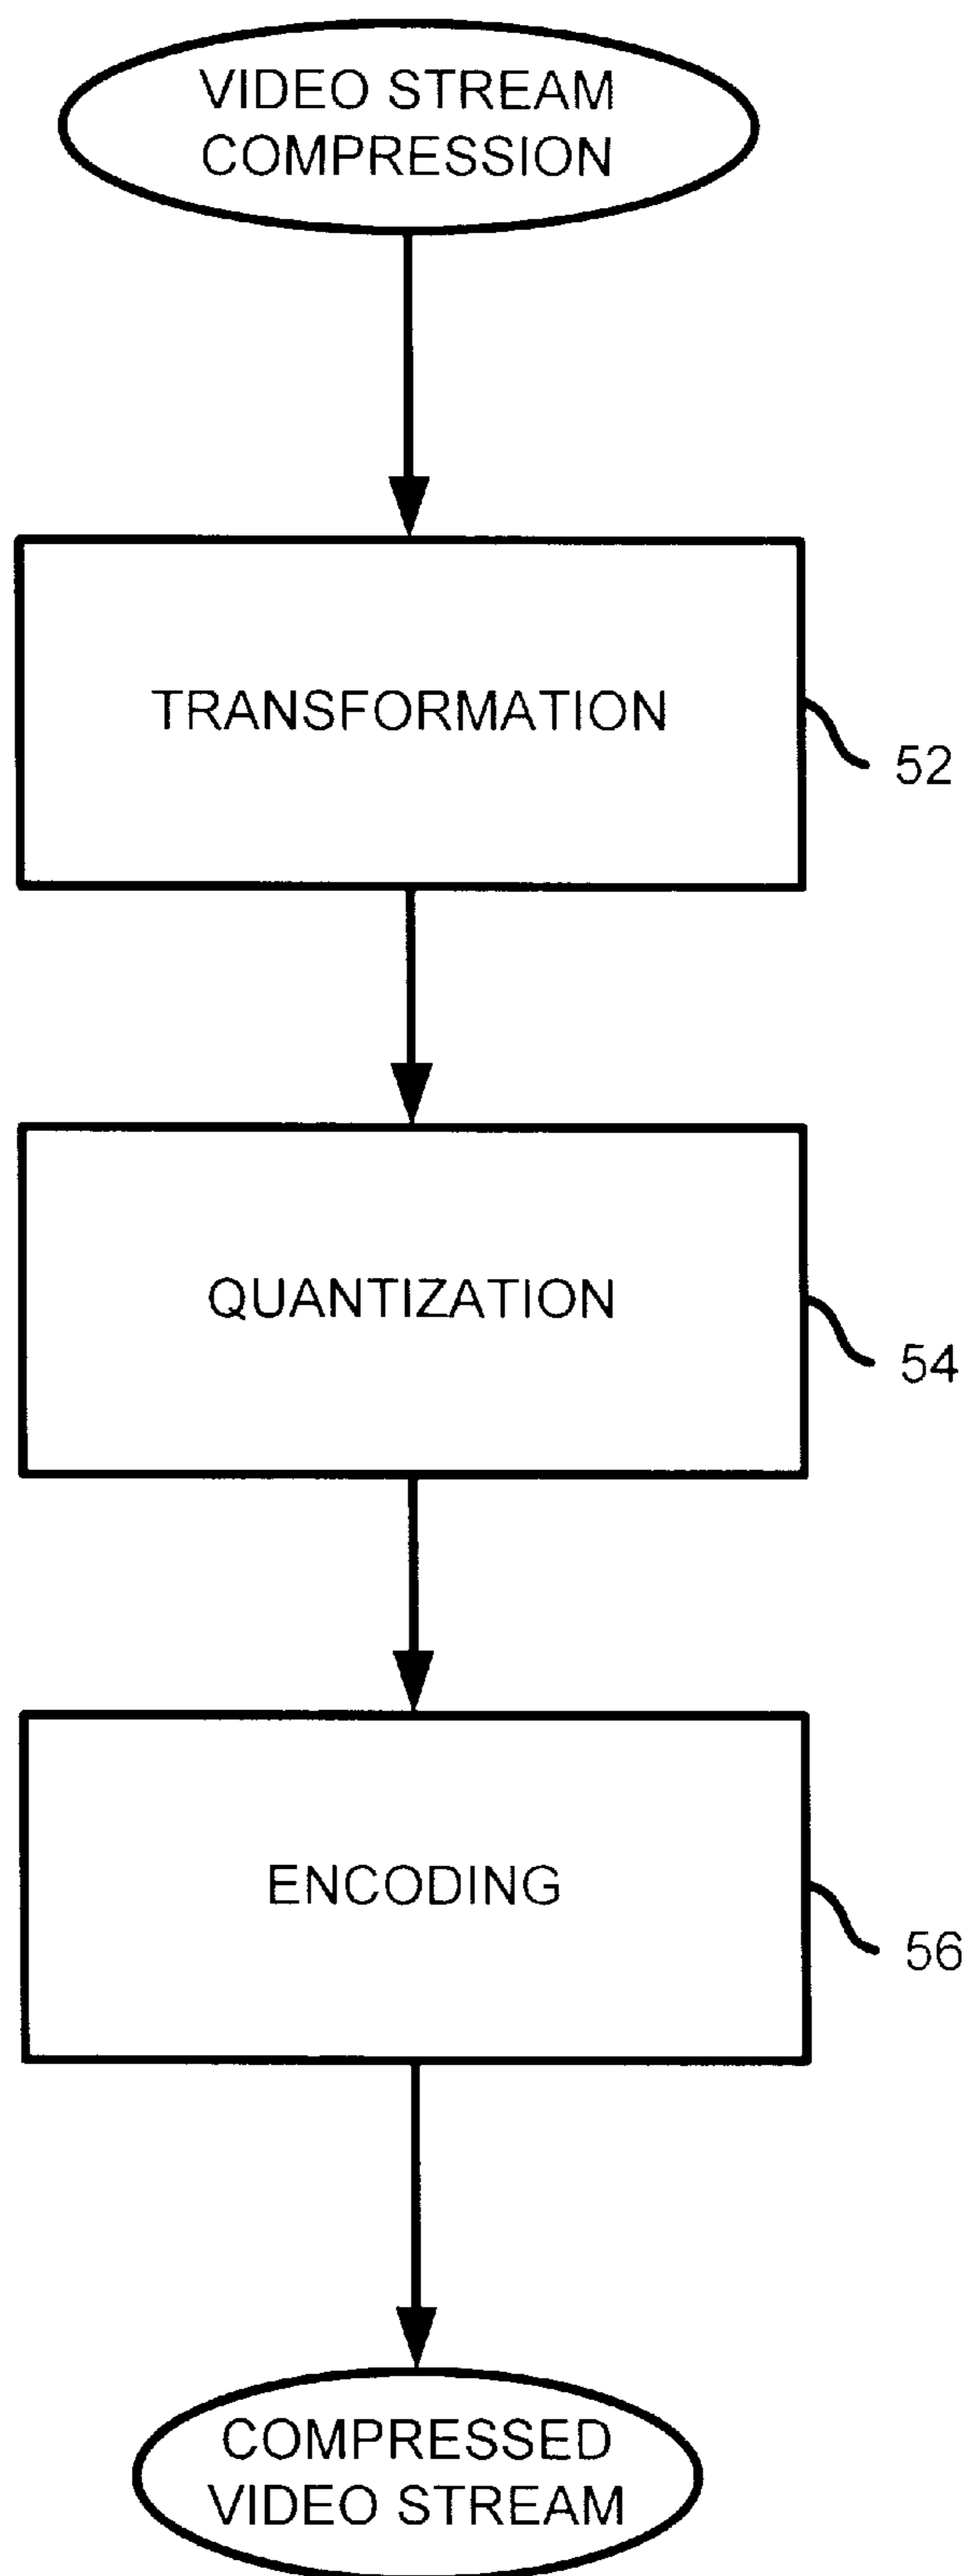 VIDEO STREAM
COMPRESSION
TRANSFORMATION
52
QUANTIZATION
54
ENCODING
56
COMPRESSED
VIDEO STREAM